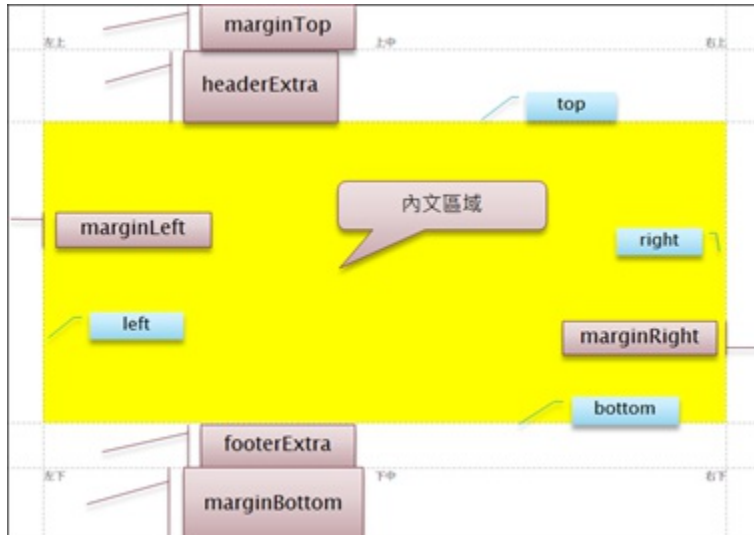 marginTop
左上
上中
右上
headerExtra
top
內文區域
marginLeft
right
left
marginRight
bottom
footerExtra
左下
下中
右下
marginBottom